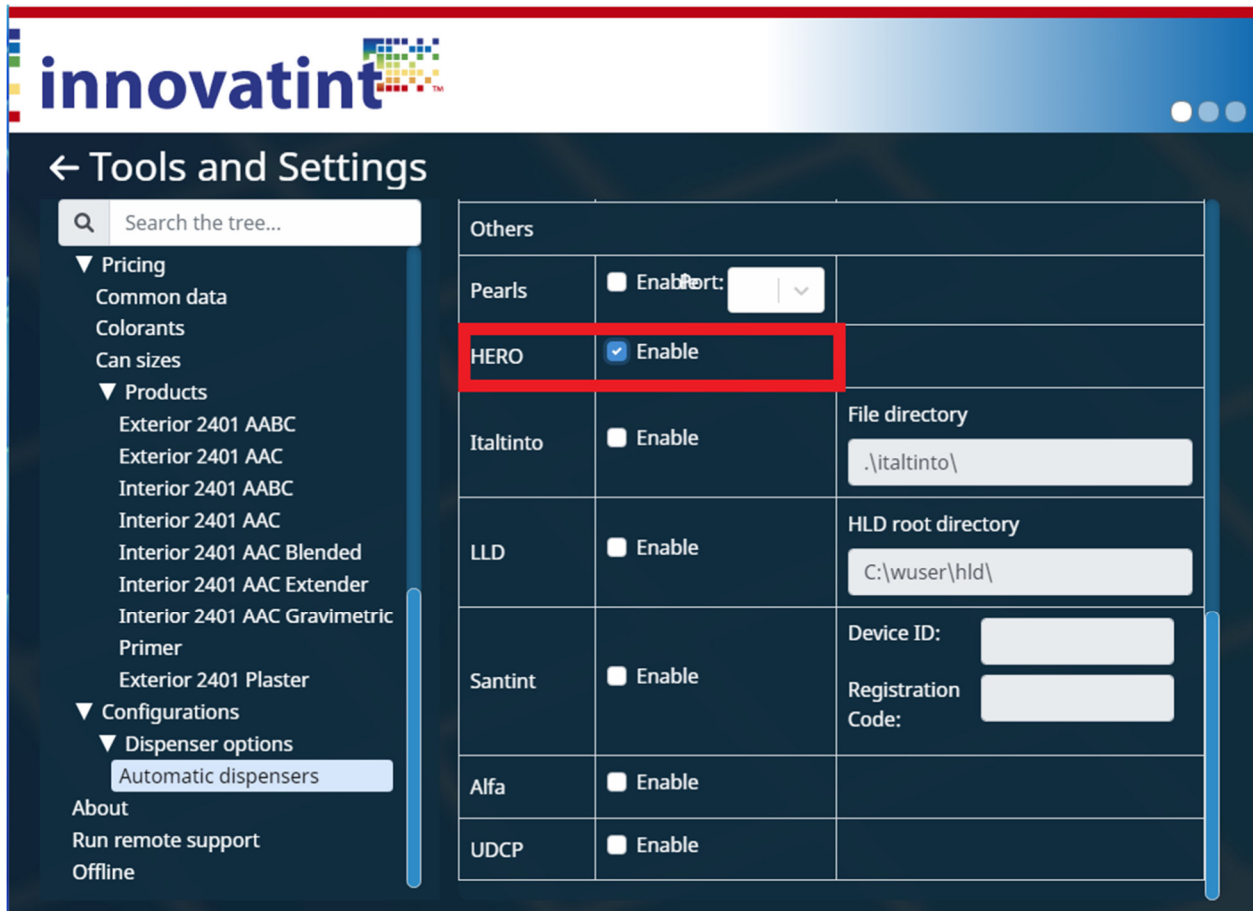 innovatint™
← Tools and Settings
Search the tree...
▼ Pricing
Common data
Colorants
Can sizes
▼ Products
Exterior 2401 AABC
Exterior 2401 AAC
Interior 2401 AABC
Interior 2401 AAC
Interior 2401 AAC Blended
Interior 2401 AAC Extender
Interior 2401 AAC Gravimetric
Primer
Exterior 2401 Plaster
▼ Configurations
▼ Dispenser options
Automatic dispensers
About
Run remote support
Offline
Others
Pearls Enable Port:
HERO Enable
Italtinto Enable File directory
.\italtinto\
LLD Enable HLD root directory
C:\wuser\hld\
Santint Enable Device ID:
Registration
Code:
Alfa Enable
UDCP Enable